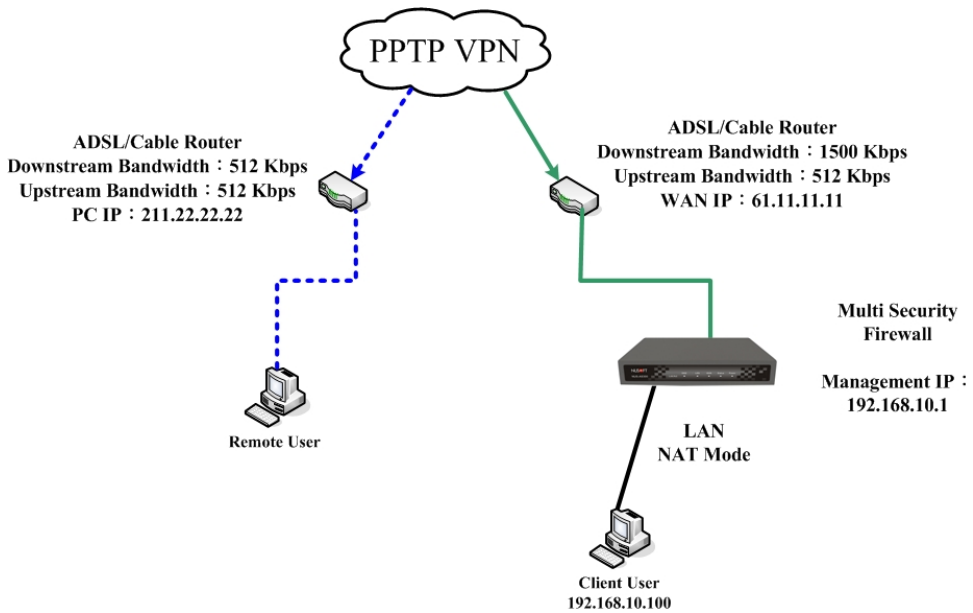 PPTP VPN
ADSL/Cable Router
Downstream Bandwidth：512 Kbps
Upstream Bandwidth：512 Kbps
PC IP：211.22.22.22
ADSL/Cable Router
Downstream Bandwidth：1500 Kbps
Upstream Bandwidth：512 Kbps
WAN IP：61.11.11.11
Multi Security
Firewall
Management IP：
192.168.10.1
Remote User
LAN
NAT Mode
Client User
192.168.10.100